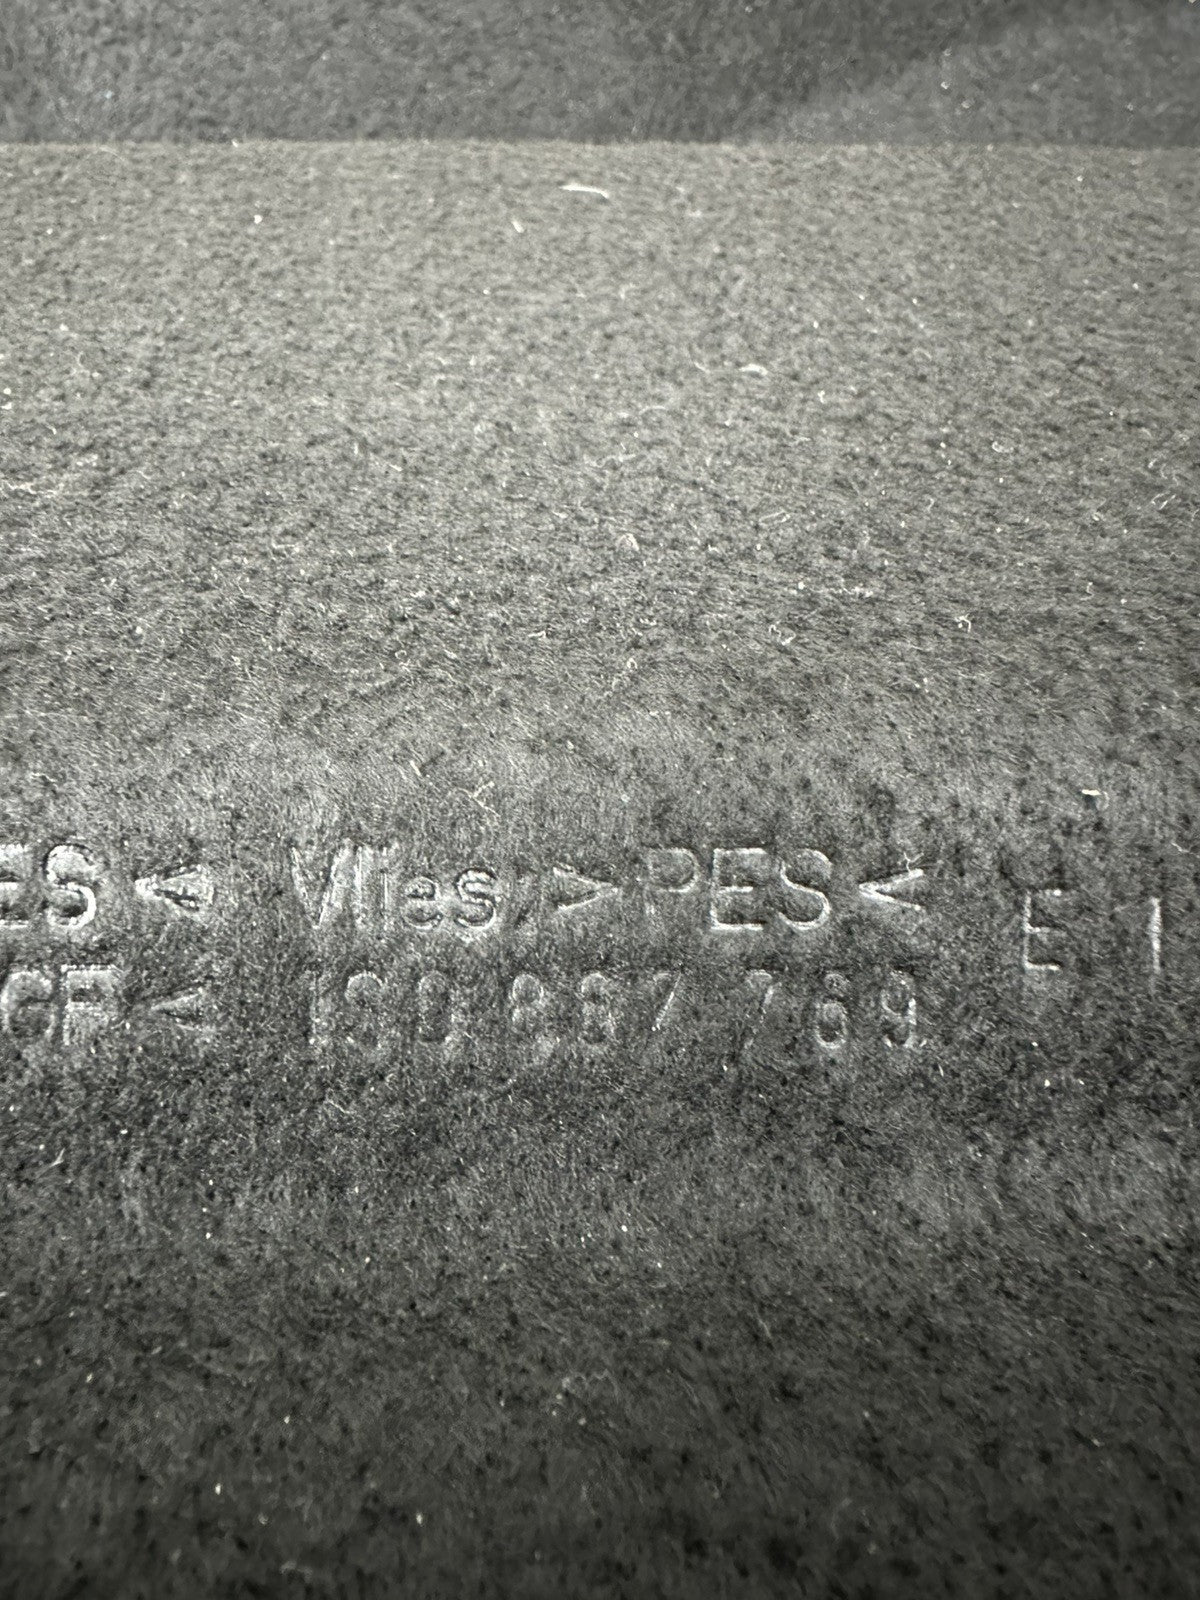 ES < Vlies >PES< E 1
GF < 1S0 867 769